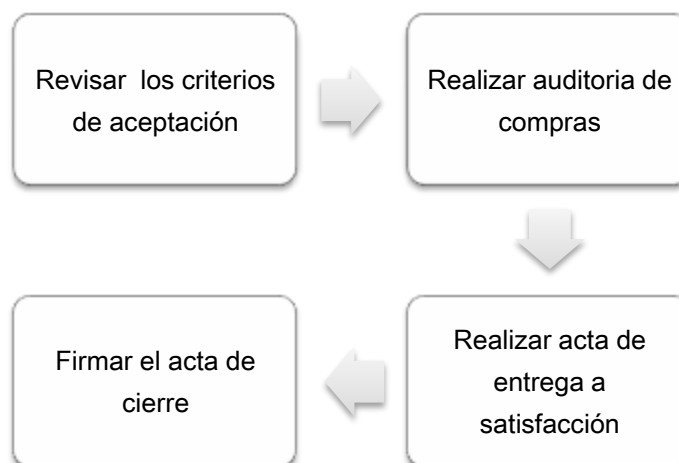 Revisar los criterios
de aceptación
Realizar auditoria de
compras
Realizar acta de
entrega a
satisfacción
Firmar el acta de
cierre